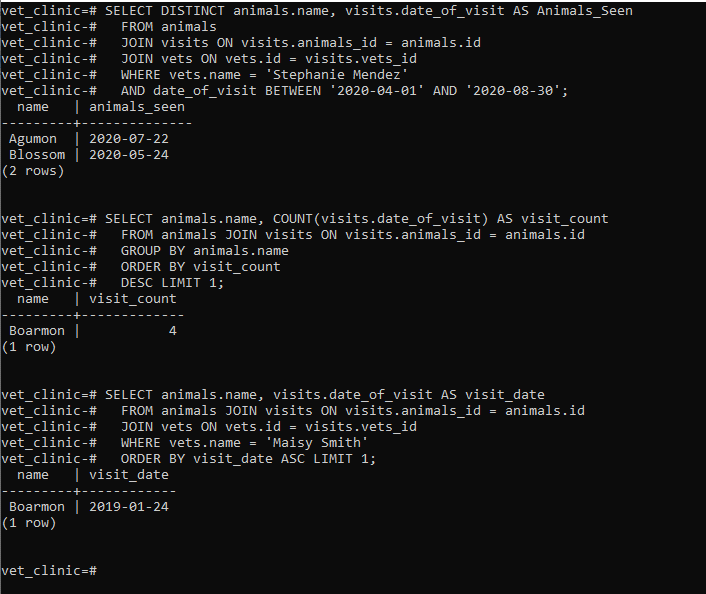 vet_clinic=# SELECT DISTINCT animals.name, visits.date_of_visit AS Animals_Seen
vet_clinic-#   FROM animals
vet_clinic-#   JOIN visits ON visits.animals_id = animals.id
vet_clinic-#   JOIN vets ON vets.id = visits.vets_id
vet_clinic-#   WHERE vets.name = 'Stephanie Mendez'
vet_clinic-#   AND date_of_visit BETWEEN '2020-04-01' AND '2020-08-30';
  name   | animals_seen
---------+--------------
 Agumon  | 2020-07-22
 Blossom | 2020-05-24
(2 rows)
vet_clinic=# SELECT animals.name, COUNT(visits.date_of_visit) AS visit_count
vet_clinic-#   FROM animals JOIN visits ON visits.animals_id = animals.id
vet_clinic-#   GROUP BY animals.name
vet_clinic-#   ORDER BY visit_count
vet_clinic-#   DESC LIMIT 1;
  name   | visit_count
---------+-------------
 Boarmon |           4
(1 row)
vet_clinic=# SELECT animals.name, visits.date_of_visit AS visit_date
vet_clinic-#   FROM animals JOIN visits ON visits.animals_id = animals.id
vet_clinic-#   JOIN vets ON vets.id = visits.vets_id
vet_clinic-#   WHERE vets.name = 'Maisy Smith'
vet_clinic-#   ORDER BY visit_date ASC LIMIT 1;
  name   | visit_date
---------+------------
 Boarmon | 2019-01-24
(1 row)
vet_clinic=#